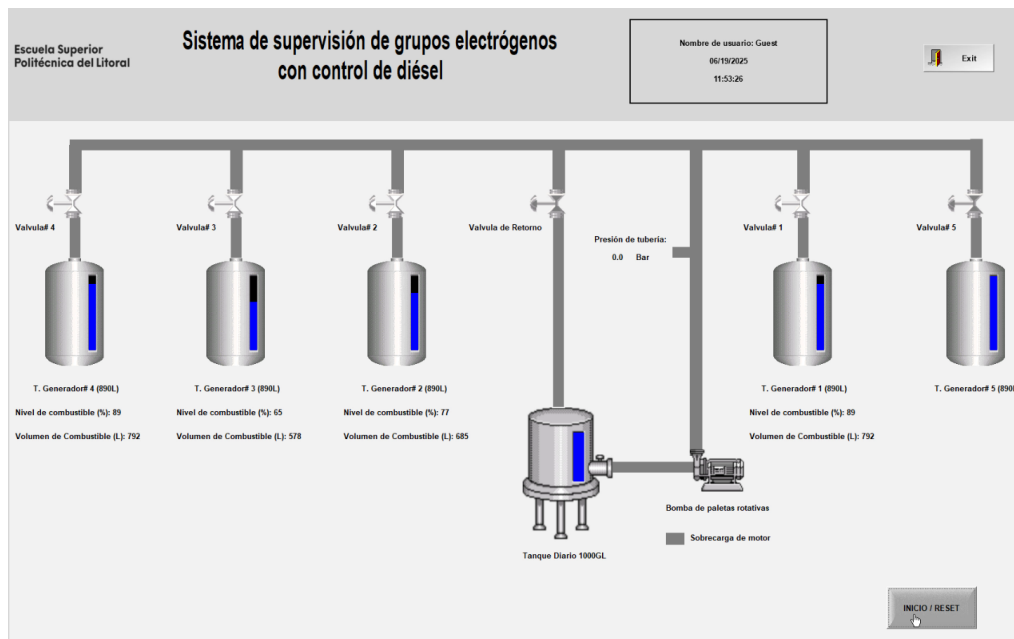 Escuela Superior
Politécnica del Litoral
Sistema de supervisión de grupos electrógenos
con control de diésel
Nombre de usuario: Guest
06/19/2025
11:53:26
Exit
Valvula# 4
Valvula# 3
Valvula# 2
Valvula de Retorno
Valvula# 1
Valvula# 5
Presión de tubería:
0.0 Bar
T. Generador# 4 (890L)
Nivel de combustible (%): 89
Volumen de Combustible (L): 792
T. Generador# 3 (890L)
Nivel de combustible (%): 65
Volumen de Combustible (L): 578
T. Generador# 2 (890L)
Nivel de combustible (%): 77
Volumen de Combustible (L): 685
T. Generador# 1 (890L)
Nivel de combustible (%): 89
Volumen de Combustible (L): 792
T. Generador# 5 (890
Bomba de paletas rotativas
Sobrecarga de motor
Tanque Diario 1000GL
INICIO / RESET